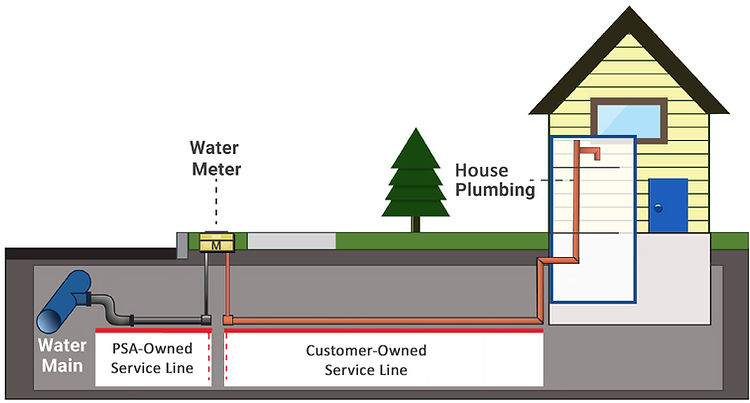 Water
Meter
House
Plumbing
M
Water
Main
PSA-Owned
Service Line
Customer-Owned
Service Line